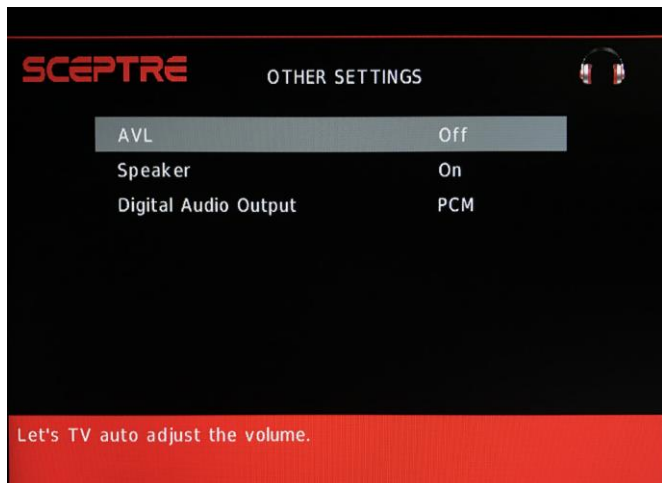 SCEPTRE
OTHER SETTINGS
AVL Off
Speaker On
Digital Audio Output PCM
Let's TV auto adjust the volume.